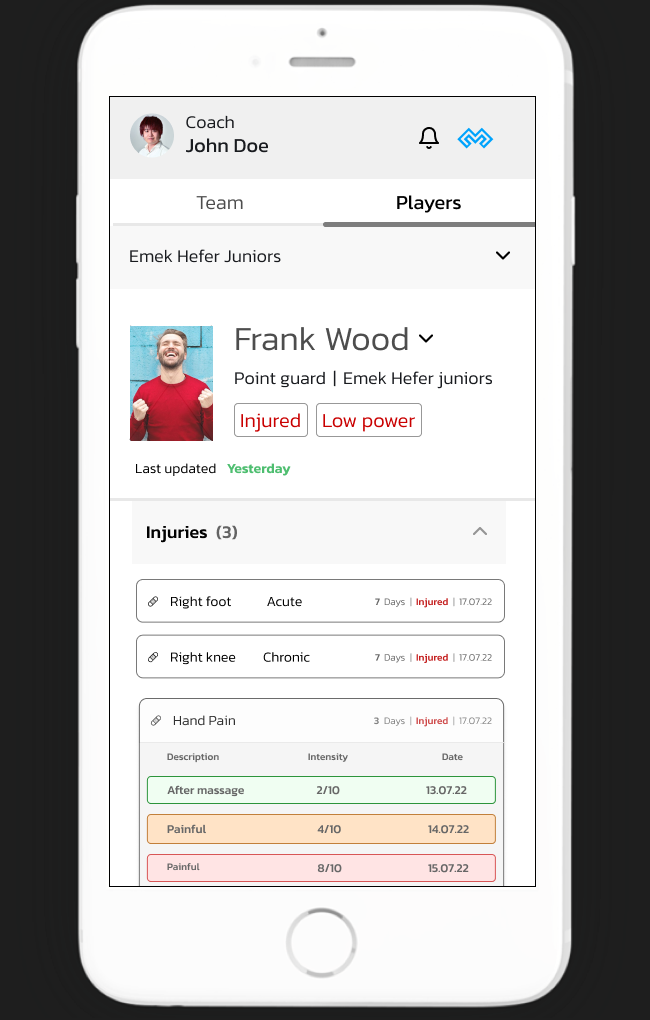 Coach
John Doe
Team Players
Emek Hefer Juniors
Frank Wood
Point guard | Emek Hefer juniors
Injured Low power
Last updated Yesterday
Injuries (3)
Right foot Acute 7 Days | Injured | 17.07.22
Right knee Chronic 7 Days | Injured | 17.07.22
Hand Pain 3 Days | Injured | 17.07.22
Description Intensity Date
After massage 2/10 13.07.22
Painful 4/10 14.07.22
Painful 8/10 15.07.22